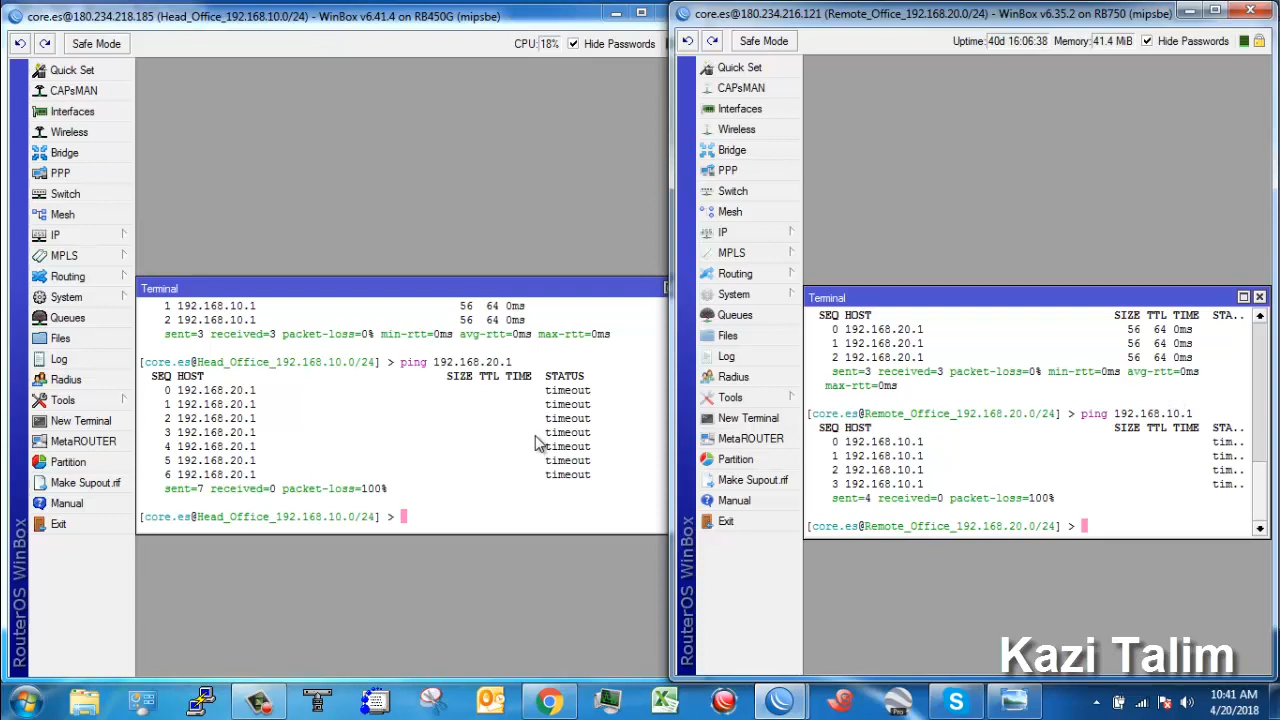 core.es@180.234.218.185 (Head_Office_192.168.10.0/24) - WinBox v6.41.4 on RB450G (mipsbe)
Safe Mode
CPU: 18%
Hide Passwords
Quick Set
CAPsMAN
Interfaces
Wireless
Bridge
PPP
Switch
Mesh
IP
MPLS
Routing
System
Queues
Files
Log
Radius
Tools
New Terminal
MetaROUTER
Partition
Make Supout.rif
Manual
Exit
RouterOS WinBox
Terminal
1 192.168.10.1 56 64 0ms
2 192.168.10.1 56 64 0ms
sent=3 received=3 packet-loss=0% min-rtt=0ms avg-rtt=0ms max-rtt=0ms
[core.es@Head_Office_192.168.10.0/24] > ping 192.168.20.1
SEQ HOST SIZE TTL TIME STATUS
0 192.168.20.1 timeout
1 192.168.20.1 timeout
2 192.168.20.1 timeout
3 192.168.20.1 timeout
4 192.168.20.1 timeout
5 192.168.20.1 timeout
6 192.168.20.1 timeout
sent=7 received=0 packet-loss=100%
[core.es@Head_Office_192.168.10.0/24] >
core.es@180.234.216.121 (Remote_Office_192.168.20.0/24) - WinBox v6.35.2 on RB750 (mipsbe)
Safe Mode
Uptime: 40d 16:06:38 Memory: 41.4 MiB
Hide Passwords
Quick Set
CAPsMAN
Interfaces
Wireless
Bridge
PPP
Switch
Mesh
IP
MPLS
Routing
System
Queues
Files
Log
Radius
Tools
New Terminal
MetaROUTER
Partition
Make Supout.rif
Manual
Exit
RouterOS WinBox
Terminal
SEQ HOST SIZE TTL TIME STA..
0 192.168.20.1 56 64 0ms
1 192.168.20.1 56 64 0ms
2 192.168.20.1 56 64 0ms
sent=3 received=3 packet-loss=0% min-rtt=0ms avg-rtt=0ms
max-rtt=0ms
[core.es@Remote_Office_192.168.20.0/24] > ping 192.168.10.1
SEQ HOST SIZE TTL TIME STA..
0 192.168.10.1 tim..
1 192.168.10.1 tim..
2 192.168.10.1 tim..
3 192.168.10.1 tim..
sent=4 received=0 packet-loss=100%
[core.es@Remote_Office_192.168.20.0/24] >
Kazi Talim
10:41 AM
4/20/2018